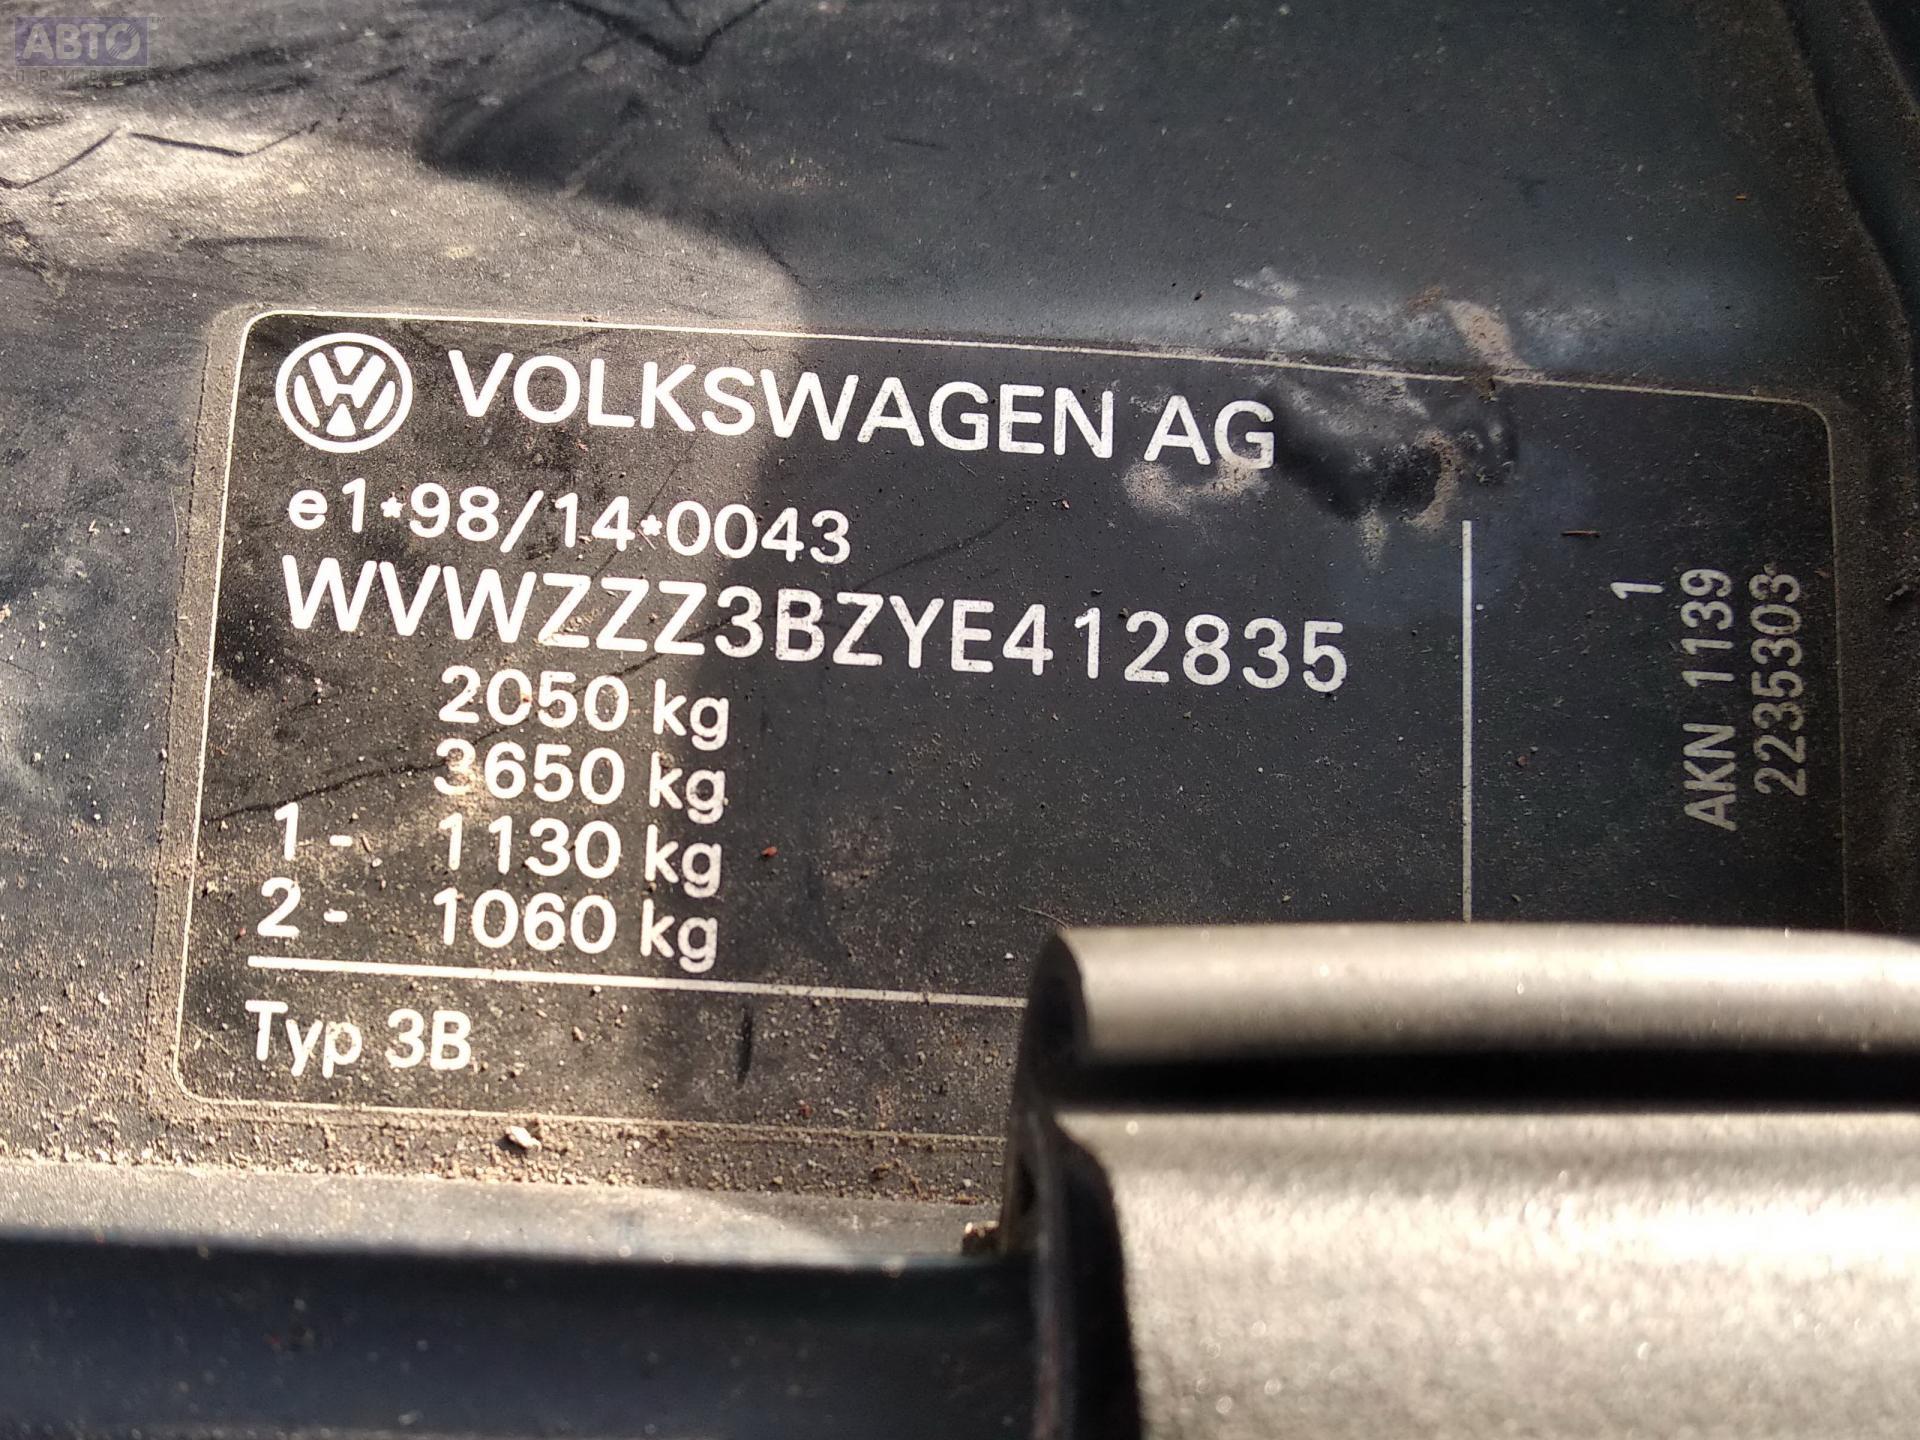 АВТО
ПРИВОЗ
VOLKSWAGEN AG
e1*98/14*0043
WVWZZZ3BZYE412835
2050 kg
3650 kg
1 - 1130 kg
2 - 1060 kg
Typ 3B
1
AKN 1139
2235303